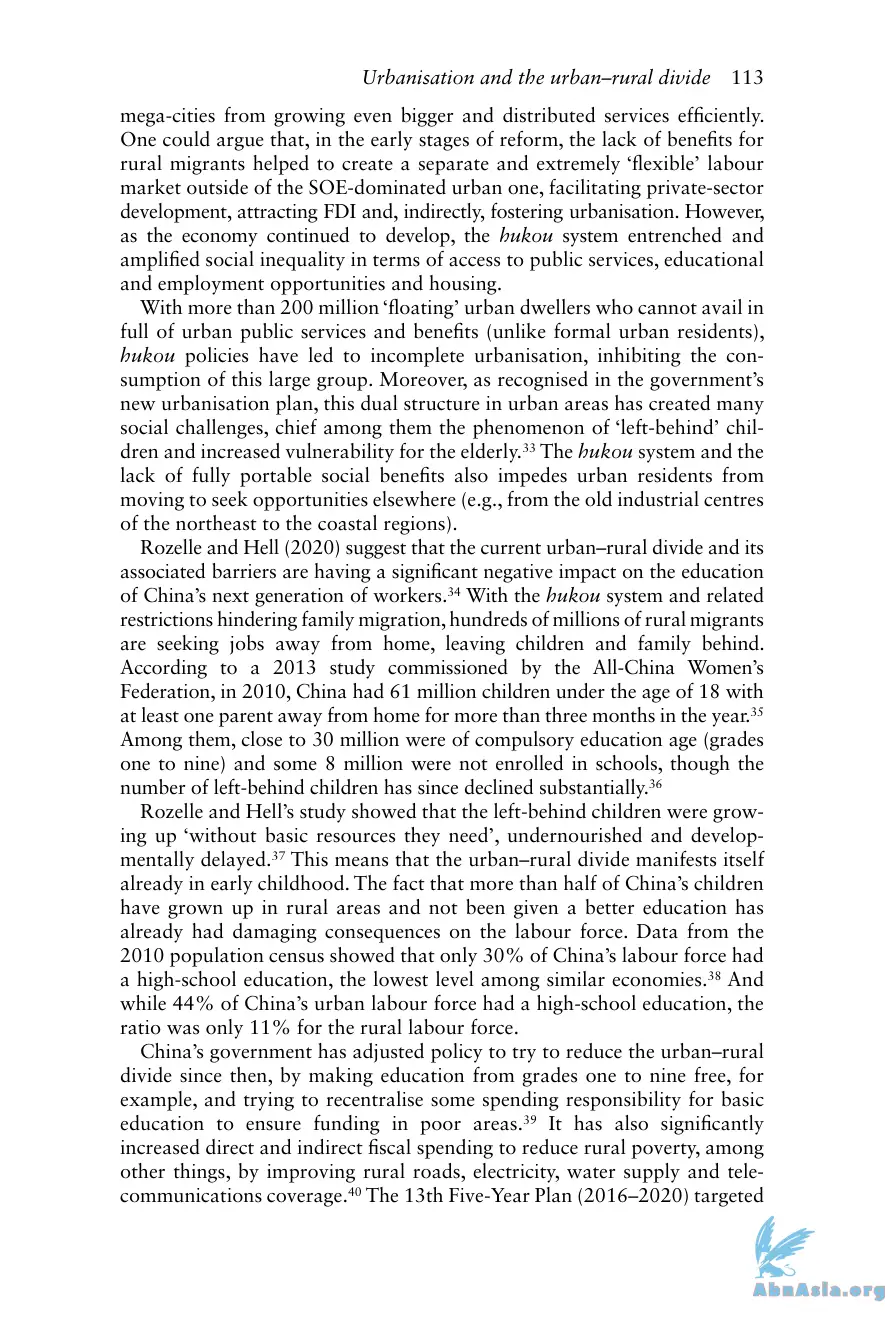 Urbanisation and the urban–rural divide 113
mega-cities from growing even bigger and distributed services efficiently.
One could argue that, in the early stages of reform, the lack of benefits for
rural migrants helped to create a separate and extremely ‘flexible’ labour
market outside of the SOE-dominated urban one, facilitating private-sector
development, attracting FDI and, indirectly, fostering urbanisation. However,
as the economy continued to develop, the hukou system entrenched and
amplified social inequality in terms of access to public services, educational
and employment opportunities and housing.
With more than 200 million ‘floating’ urban dwellers who cannot avail in
full of urban public services and benefits (unlike formal urban residents),
hukou policies have led to incomplete urbanisation, inhibiting the con-
sumption of this large group. Moreover, as recognised in the government’s
new urbanisation plan, this dual structure in urban areas has created many
social challenges, chief among them the phenomenon of ‘left-behind’ chil-
dren and increased vulnerability for the elderly.33 The hukou system and the
lack of fully portable social benefits also impedes urban residents from
moving to seek opportunities elsewhere (e.g., from the old industrial centres
of the northeast to the coastal regions).
Rozelle and Hell (2020) suggest that the current urban–rural divide and its
associated barriers are having a significant negative impact on the education
of China’s next generation of workers.34 With the hukou system and related
restrictions hindering family migration, hundreds of millions of rural migrants
are seeking jobs away from home, leaving children and family behind.
According to a 2013 study commissioned by the All-China Women’s
Federation, in 2010, China had 61 million children under the age of 18 with
at least one parent away from home for more than three months in the year.35
Among them, close to 30 million were of compulsory education age (grades
one to nine) and some 8 million were not enrolled in schools, though the
number of left-behind children has since declined substantially.36
Rozelle and Hell’s study showed that the left-behind children were grow-
ing up ‘without basic resources they need’, undernourished and develop-
mentally delayed.37 This means that the urban–rural divide manifests itself
already in early childhood. The fact that more than half of China’s children
have grown up in rural areas and not been given a better education has
already had damaging consequences on the labour force. Data from the
2010 population census showed that only 30% of China’s labour force had
a high-school education, the lowest level among similar economies.38 And
while 44% of China’s urban labour force had a high-school education, the
ratio was only 11% for the rural labour force.
China’s government has adjusted policy to try to reduce the urban–rural
divide since then, by making education from grades one to nine free, for
example, and trying to recentralise some spending responsibility for basic
education to ensure funding in poor areas.39 It has also significantly
increased direct and indirect fiscal spending to reduce rural poverty, among
other things, by improving rural roads, electricity, water supply and tele-
communications coverage.40 The 13th Five-Year Plan (2016–2020) targeted
AbnAsia.org